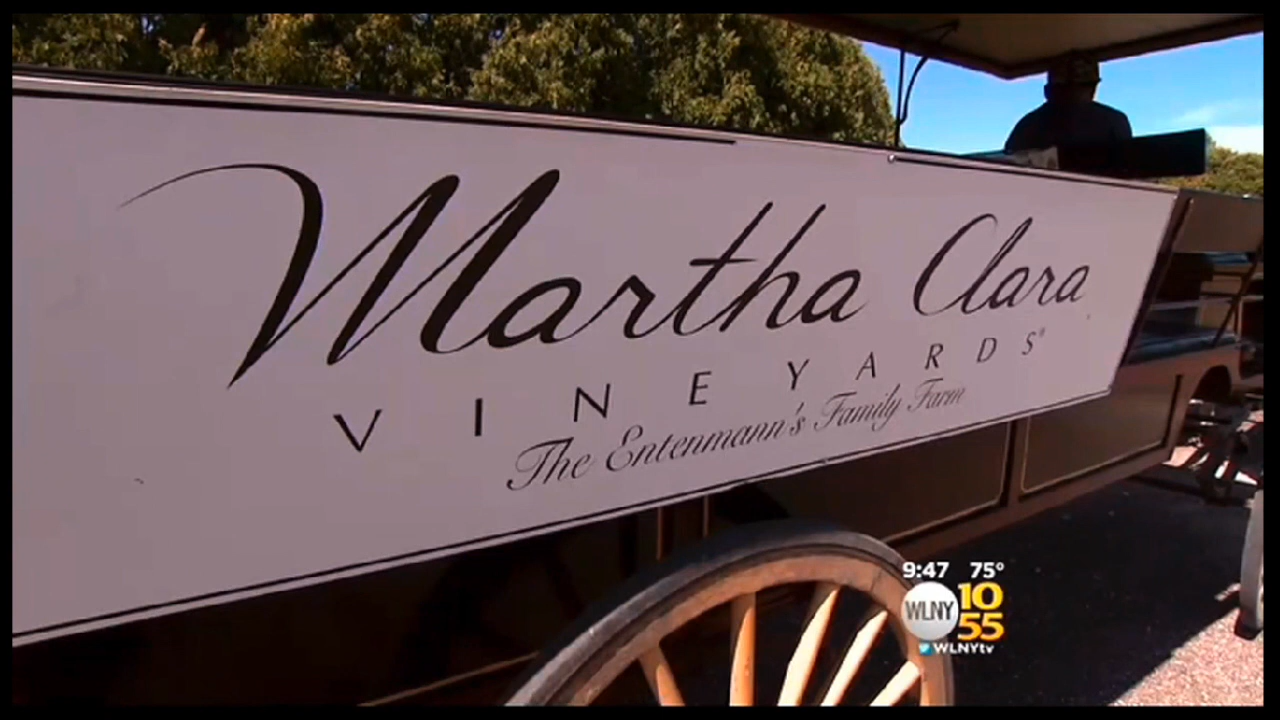 Martha Clara
VINEYARDS®
The Entenmann's Family Farm
9:47 75°
WLNY 10
55
WLNYtv